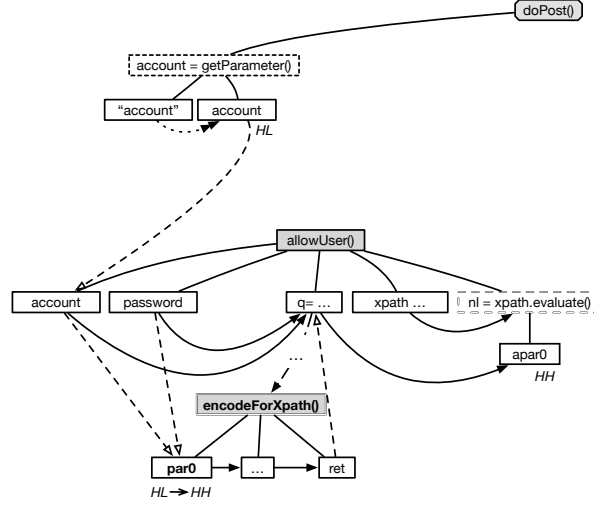 doPost()
account = getParameter()
“account”
account
HL
allowUser()
account
password
q= ...
xpath ...
nl = xpath.evaluate()
...
apar0
HH
encodeForXpath()
par0
...
ret
HL → HH